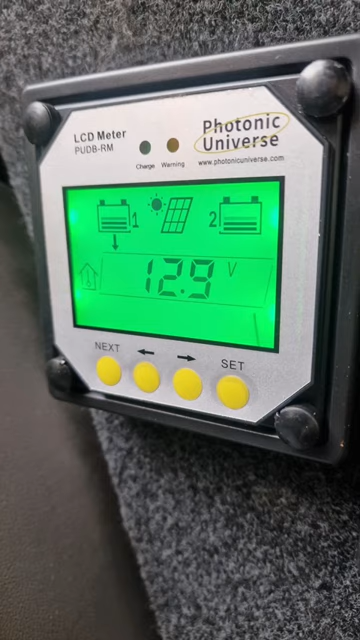 LCD Meter
PUDB-RM
Photonic
Universe
Charge Warning
www.photonicuniverse.com
1 2
12.9 V
NEXT SET